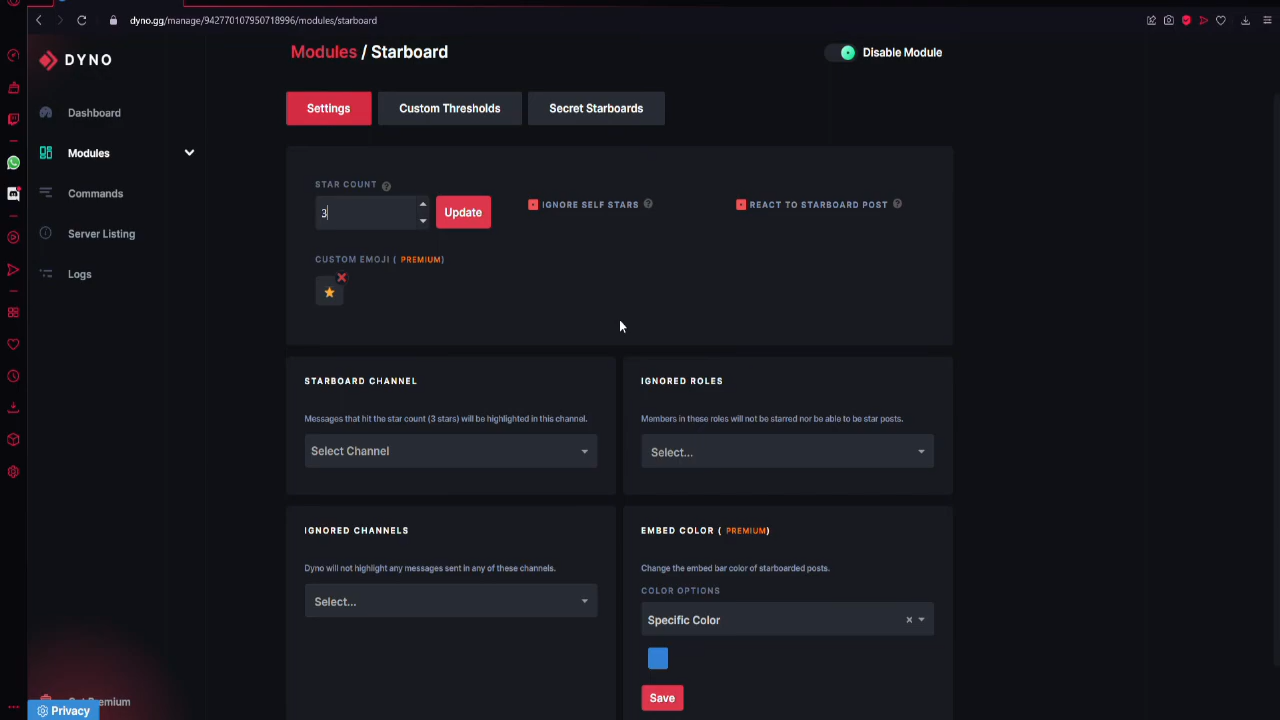 dyno.gg/manage/942770107950718996/modules/starboard
DYNO
Modules / Starboard
Disable Module
Dashboard
Modules
Commands
Server Listing
Logs
Settings
Custom Thresholds
Secret Starboards
STAR COUNT
3
Update
IGNORE SELF STARS
REACT TO STARBOARD POST
CUSTOM EMOJI ( PREMIUM)
STARBOARD CHANNEL
Messages that hit the star count (3 stars) will be highlighted in this channel.
Select Channel
IGNORED ROLES
Members in these roles will not be starred nor be able to be star posts.
Select...
IGNORED CHANNELS
Dyno will not highlight any messages sent in any of these channels.
Select...
EMBED COLOR ( PREMIUM)
Change the embed bar color of starboarded posts.
COLOR OPTIONS
Specific Color
Save
Get Premium
Privacy